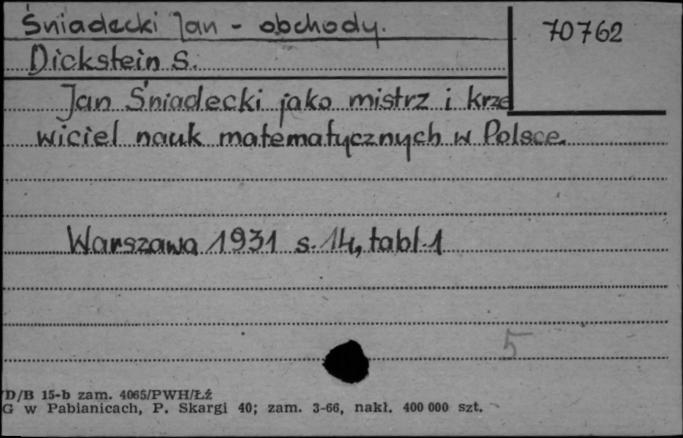 Śniadecki Jan - obchody.
70762
Dickstein S.
Jan Śniadecki jako mistrz i krze
wiciel nauk matematycznych w Polsce.
Warszawa 1931 s. 14, tabl. 1
5
D/B 15-b zam. 4065/PWH/Łź
G w Pabianicach, P. Skargi 40; zam. 3-66, nakł. 400 000 szt.